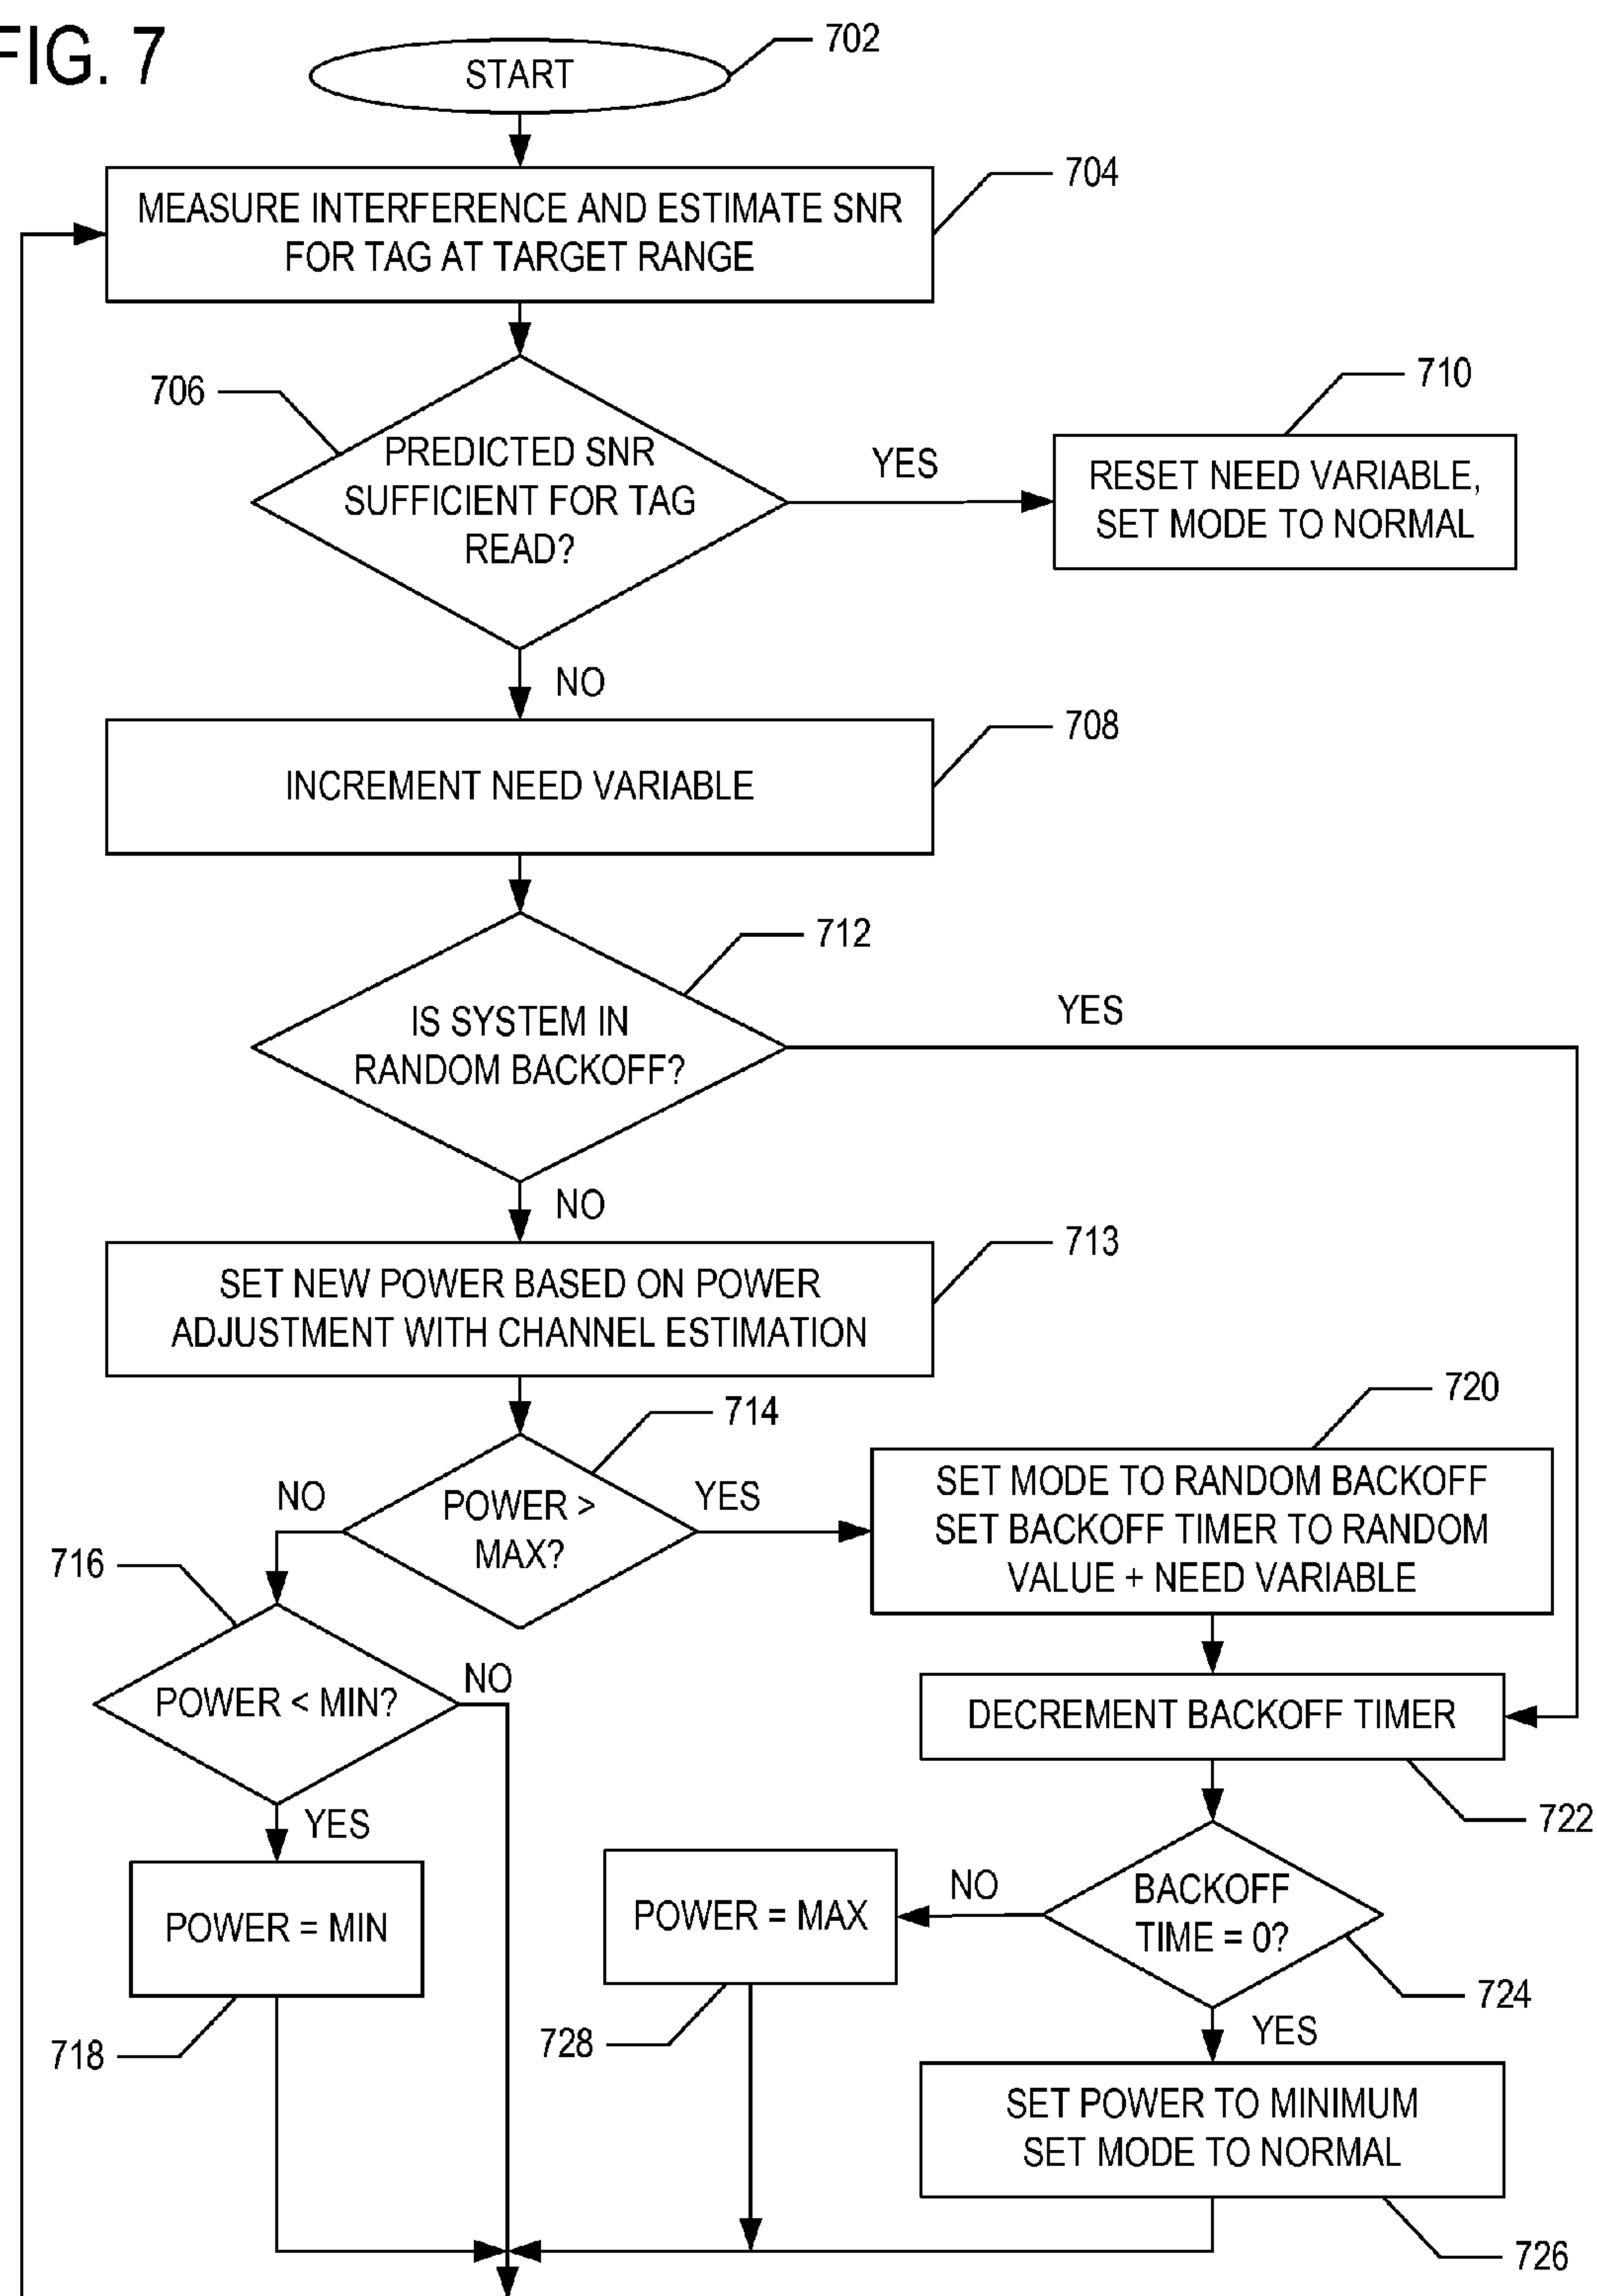 FIG. 7
START
702
MEASURE INTERFERENCE AND ESTIMATE SNR
FOR TAG AT TARGET RANGE
704
706
PREDICTED SNR
SUFFICIENT FOR TAG
READ?
YES
710
RESET NEED VARIABLE,
SET MODE TO NORMAL
NO
708
INCREMENT NEED VARIABLE
712
IS SYSTEM IN
RANDOM BACKOFF?
YES
NO
713
SET NEW POWER BASED ON POWER
ADJUSTMENT WITH CHANNEL ESTIMATION
714
POWER >
MAX?
NO
YES
720
SET MODE TO RANDOM BACKOFF
SET BACKOFF TIMER TO RANDOM
VALUE + NEED VARIABLE
716
POWER < MIN?
NO
DECREMENT BACKOFF TIMER
722
YES
POWER = MIN
718
POWER = MAX
728
NO
BACKOFF
TIME = 0?
724
YES
SET POWER TO MINIMUM
SET MODE TO NORMAL
726